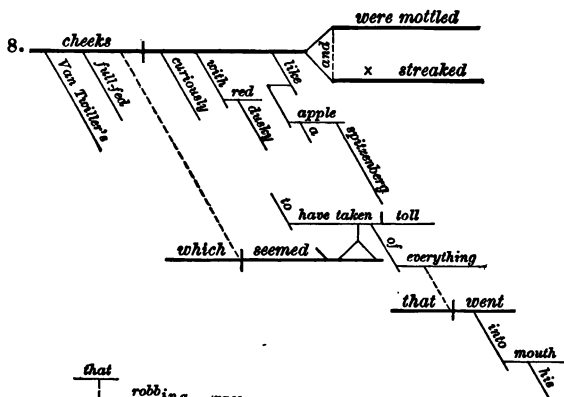 were mottled
8. cheeks
and
x streaked
Van Twiller's
full-fed
curiously
with
red
dusky
like
apple
a
spitzenberg
to
have taken toll
of
which seemed
everything
that went
into
mouth
his
that
robbing